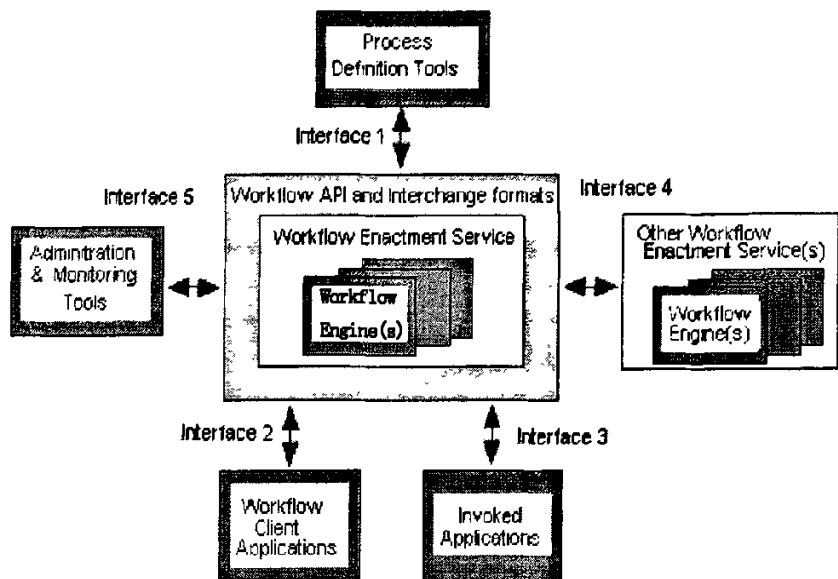 Process
Definition Tools
Interface 1
Interface 5
Workflow API and Interchange formats
Interface 4
Workflow Enactment Service
Other Workflow
Enactment Service(s)
Admintration
& Monitoring
Tools
Workflow
Engine(s)
Workflow
Engine(s)
Interface 2
Interface 3
Workflow
Client
Applications
Invoked
Applications